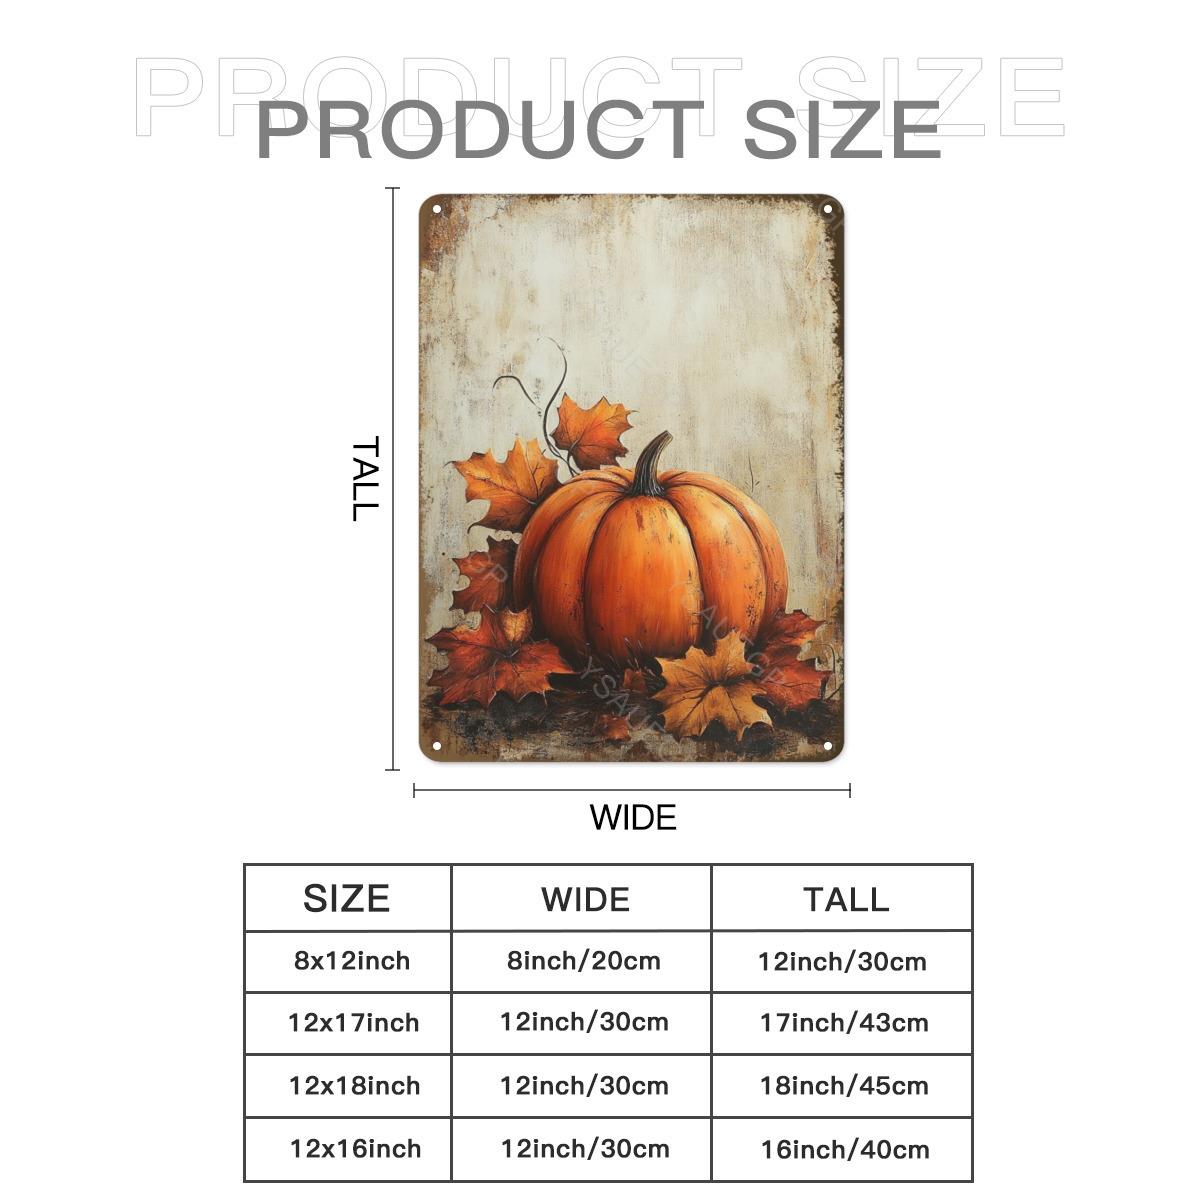 PRODUCT SIZE
PRODUCT SIZE
TALL
WIDE
SIZE WIDE TALL
8x12inch 8inch/20cm 12inch/30cm
12x17inch 12inch/30cm 17inch/43cm
12x18inch 12inch/30cm 18inch/45cm
12x16inch 12inch/30cm 16inch/40cm